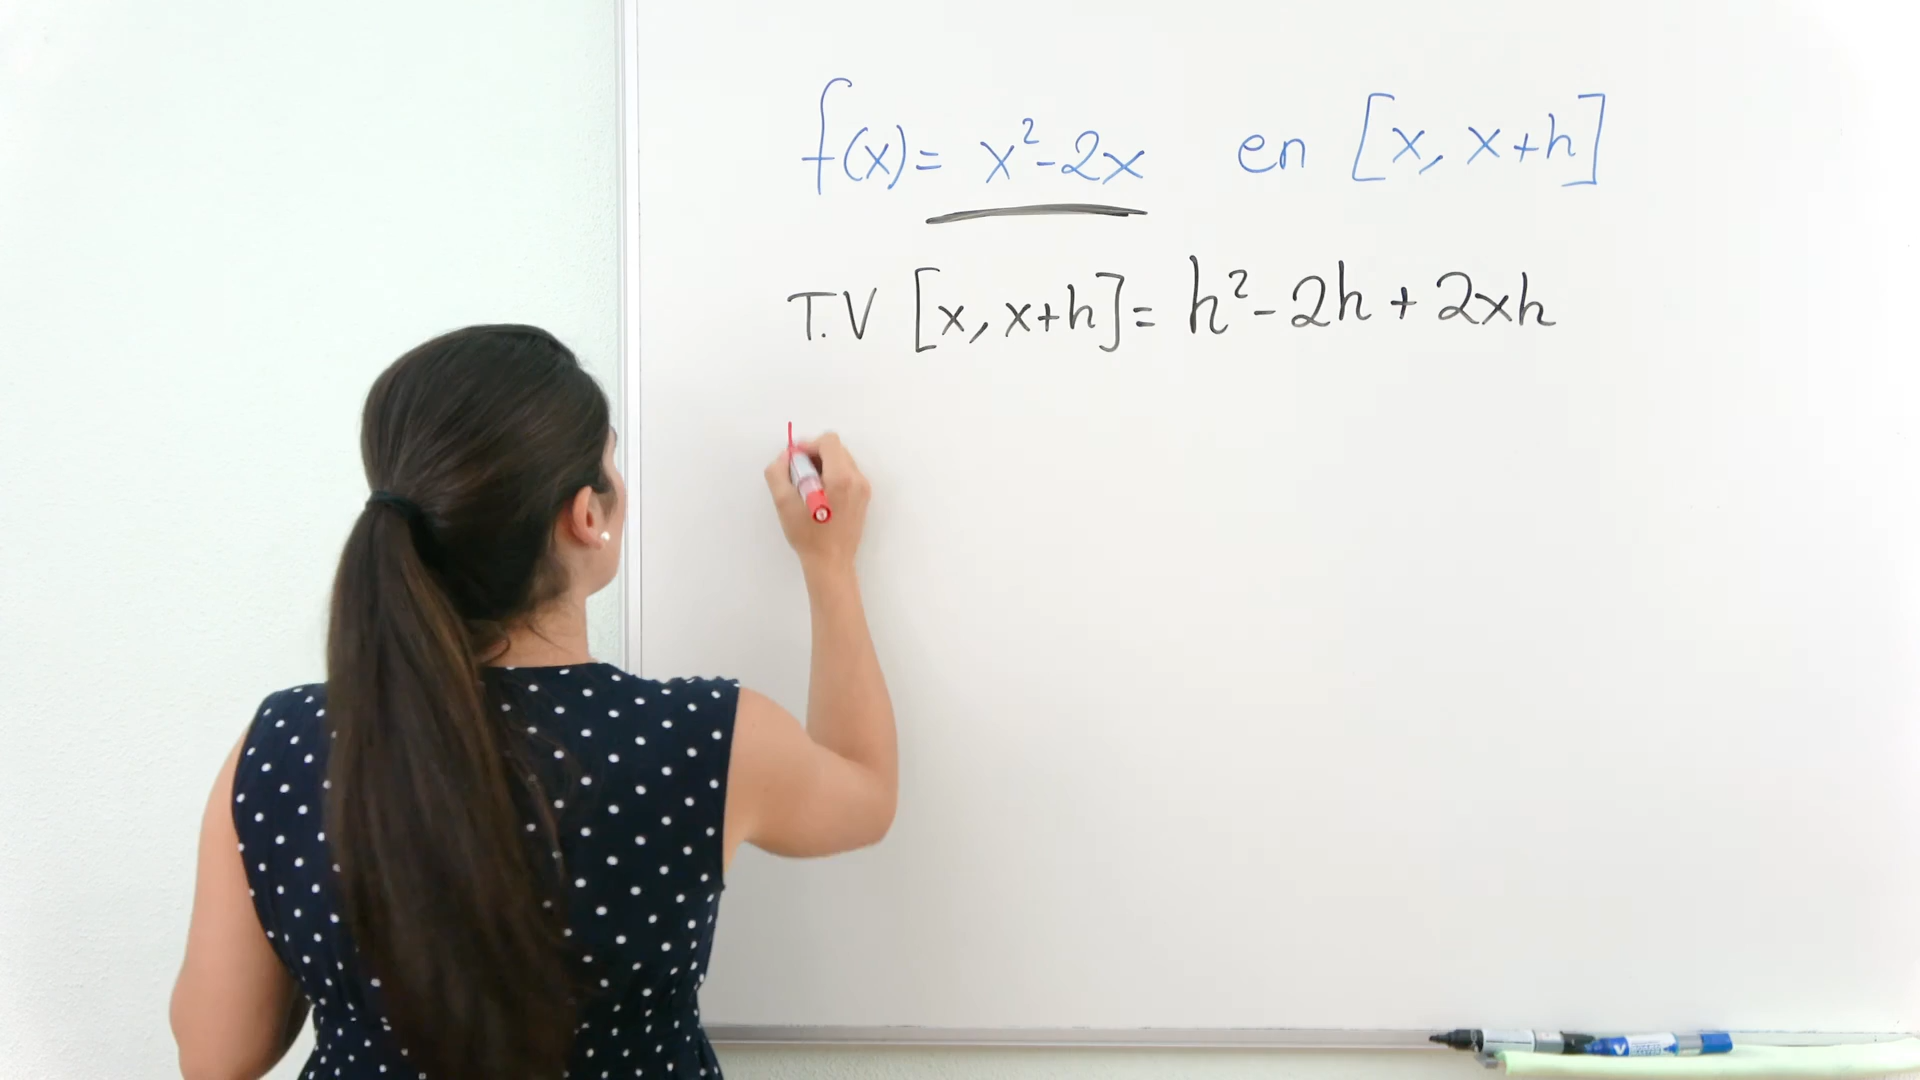 f(x) = x²-2x en [x, x+h]
T.V [x, x+h] = h² - 2h + 2xh